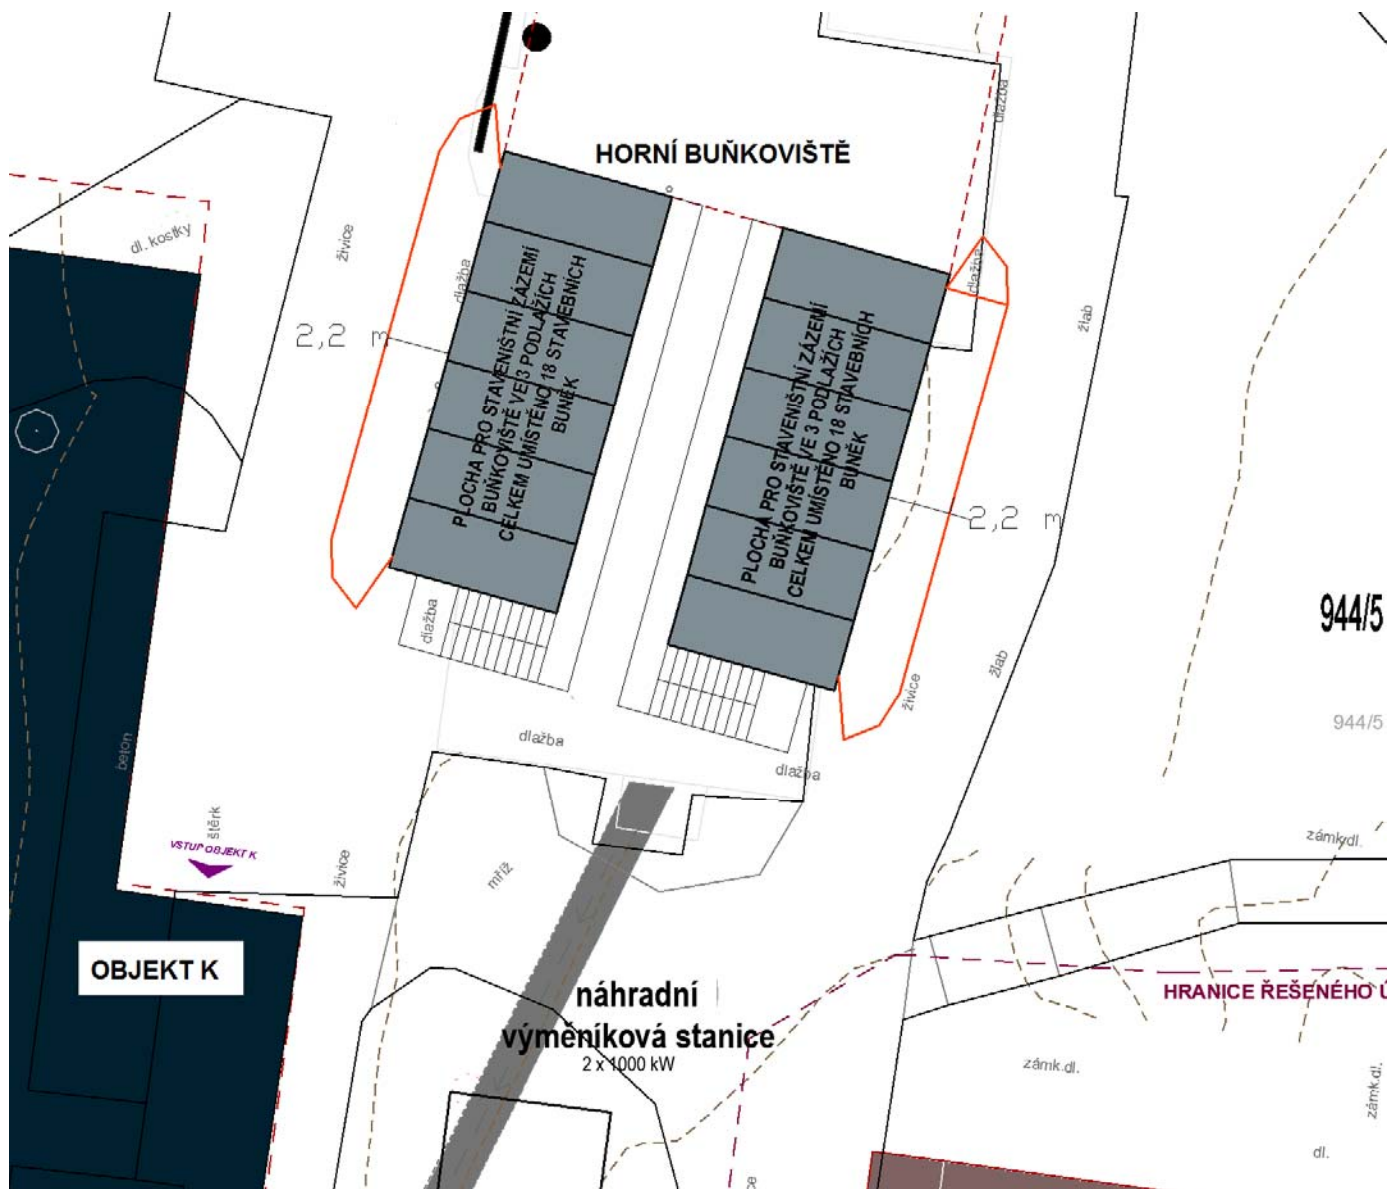 dlažba
HORNÍ BUŇKOVIŠTĚ
dl. kostky
živice
dlažba
dlažba
žlab
2,2 m
PLOCHA PRO STAVENIŠTNÍ ZÁZEMÍ
BUŇKOVIŠTĚ VE 3 PODLAŽÍCH
CELKEM UMÍSTĚNO 18 STAVEBNÍCH
BUNĚK
PLOCHA PRO STAVENIŠTNÍ ZÁZEMÍ
BUŇKOVIŠTĚ VE 3 PODLAŽÍCH
CELKEM UMÍSTĚNO 18 STAVEBNÍCH
BUNĚK
2,2 m
944/5
dlažba
žlab
živice
944/5
beton
dlažba
dlažba
štěrk
VSTUP OBJEKT K
živice
mříž
zámk.dl.
OBJEKT K
náhradní
výměníková stanice
2 x 1000 kW
HRANICE ŘEŠENÉHO Ú
zámk.dl.
zámk.dl.
dl.